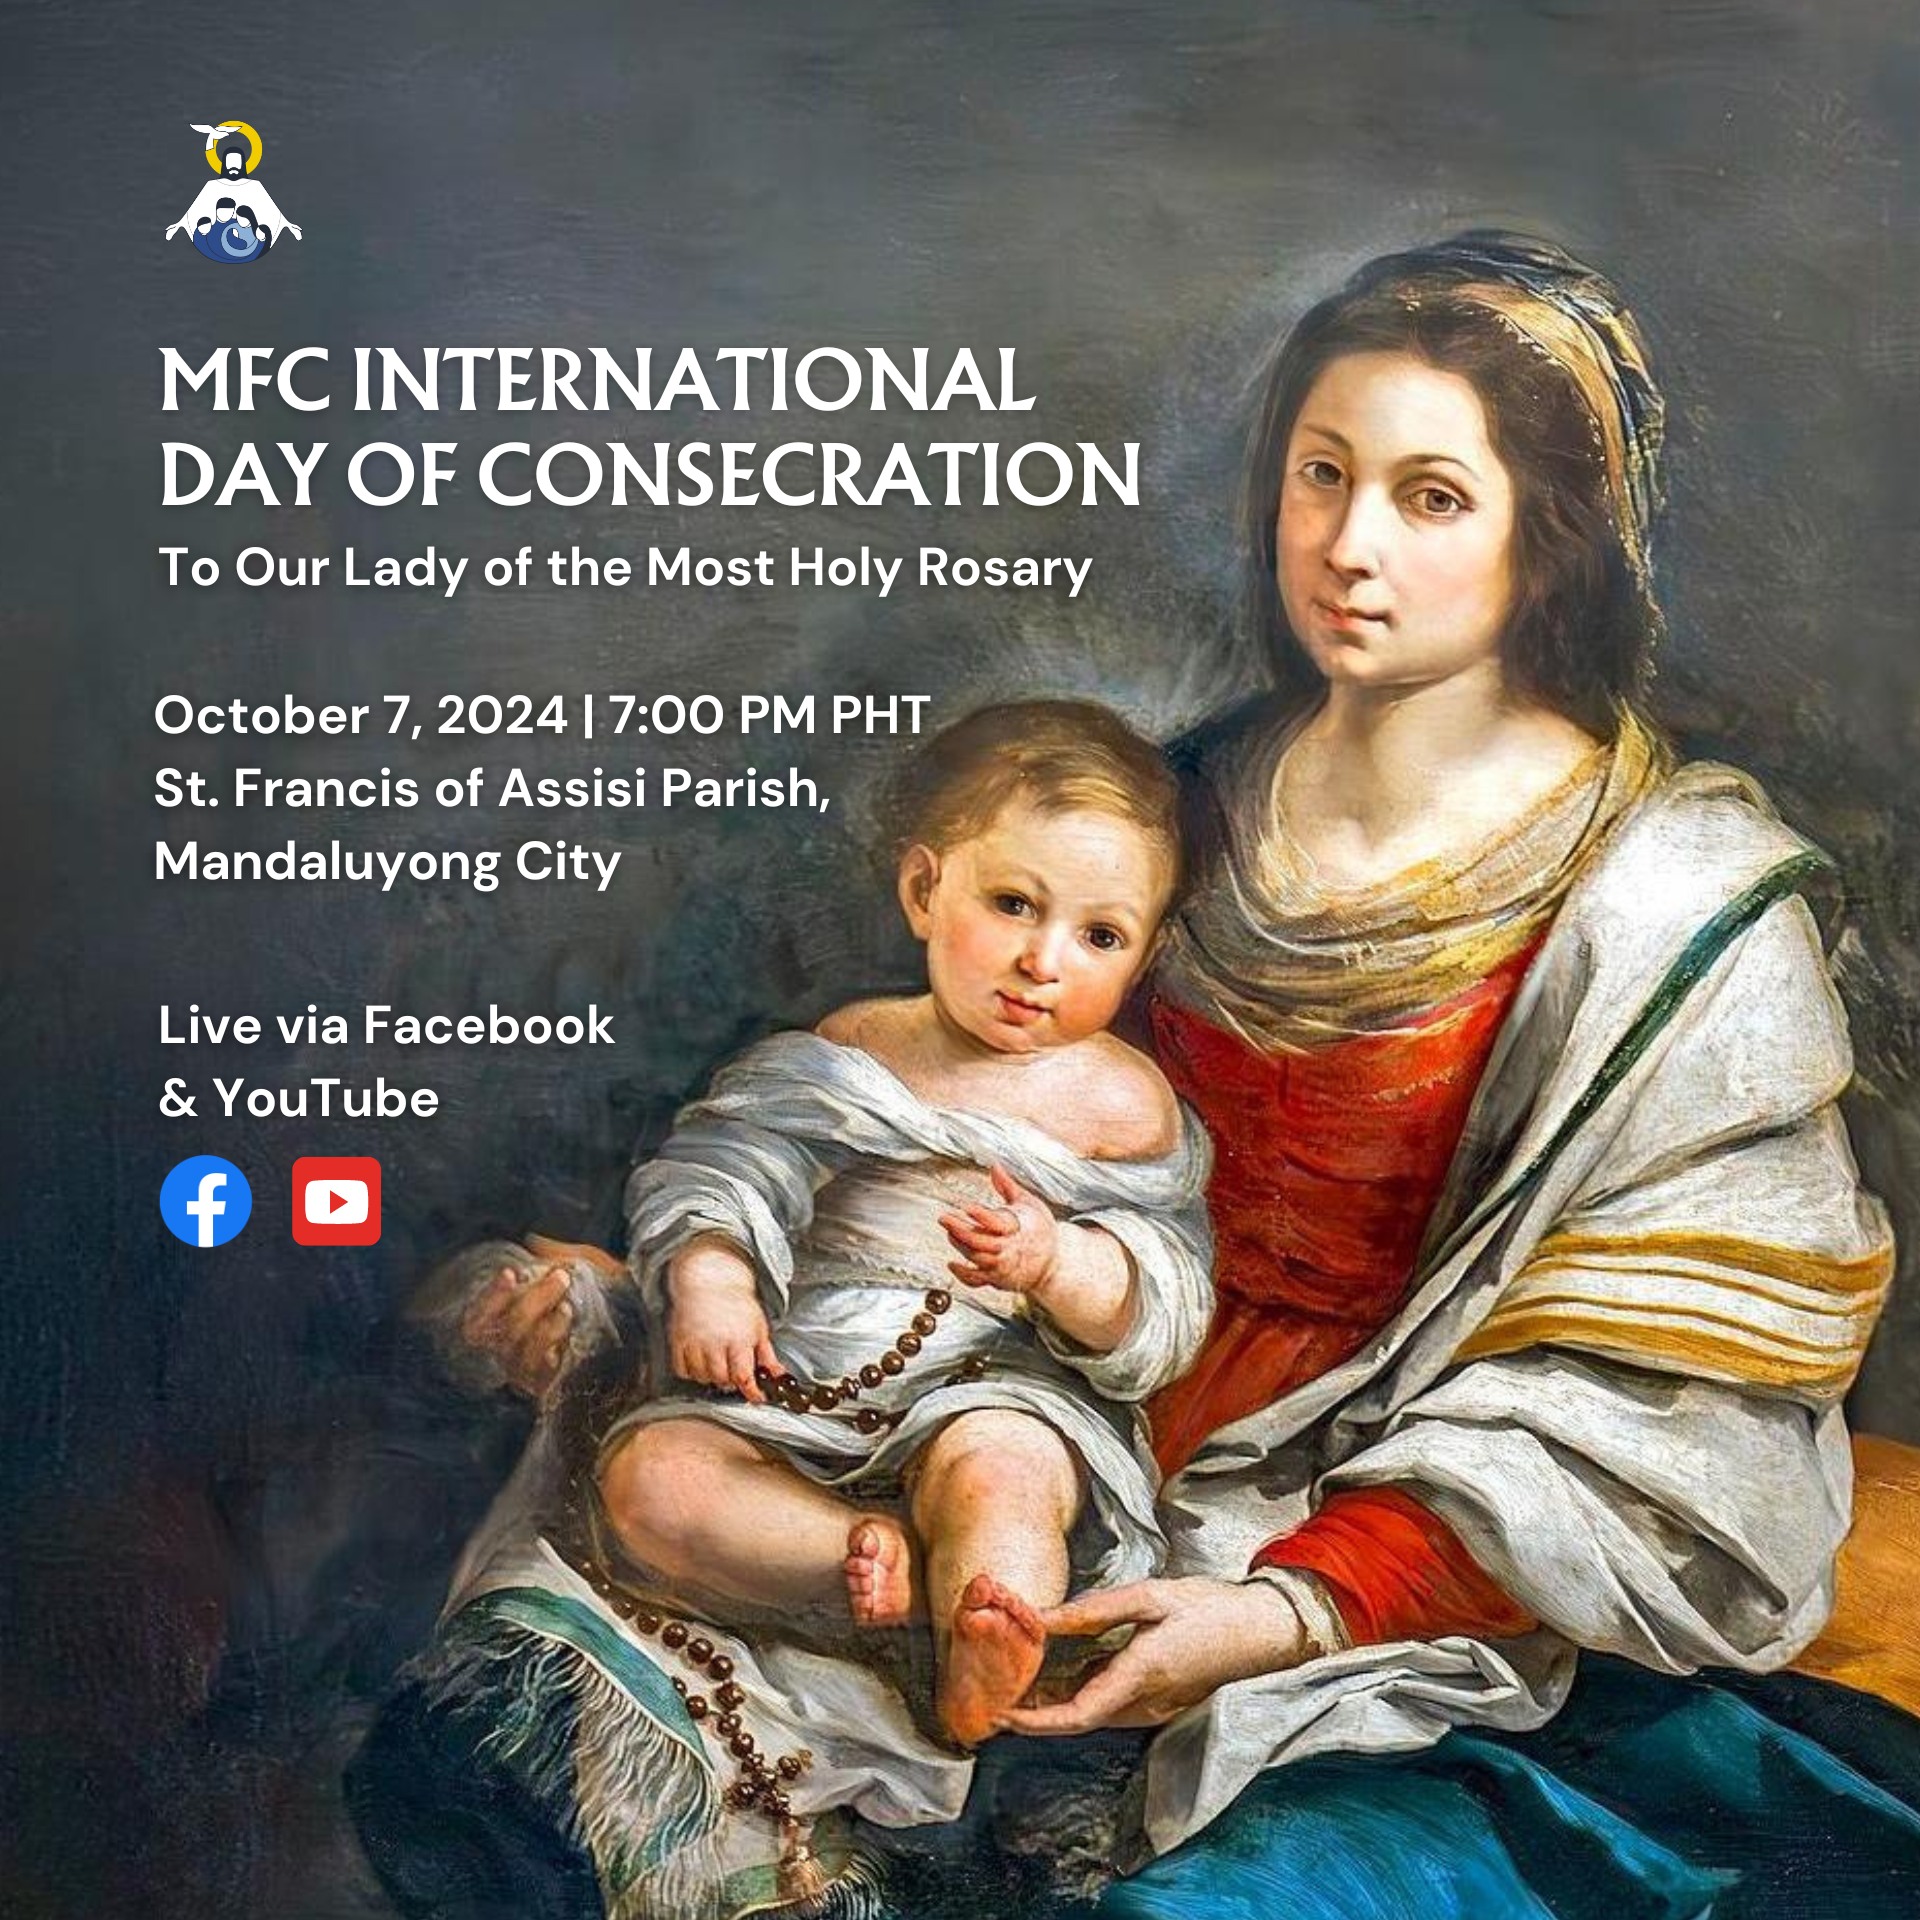 MFC INTERNATIONAL
DAY OF CONSECRATION
To Our Lady of the Most Holy Rosary
October 7, 2024 | 7:00 PM PHT
St. Francis of Assisi Parish,
Mandaluyong City
Live via Facebook
& YouTube